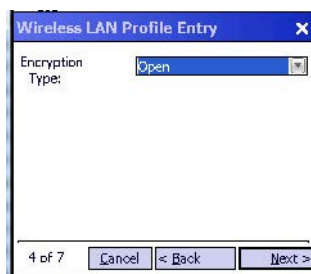 Wireless LAN Profile Entry
Encryption Type:
Open
4 of 7 Cancel < Back Next >